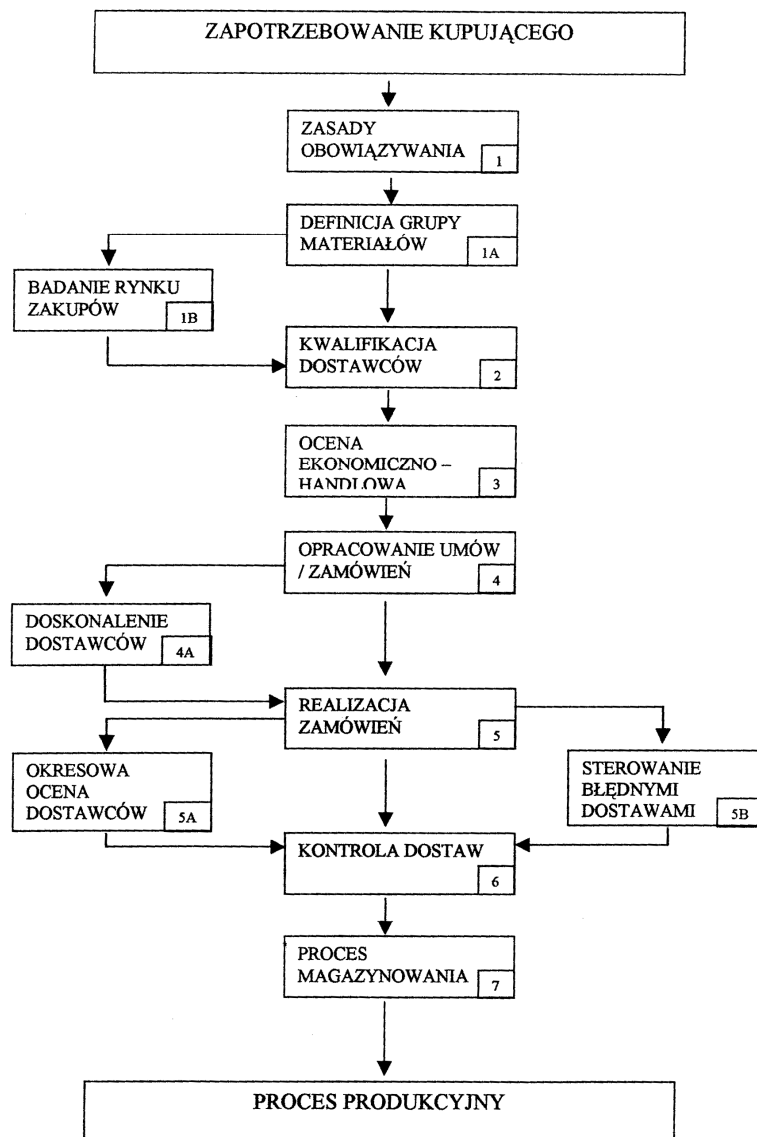 ZAPOTRZEBOWANIE KUPUJĄCEGO
ZASADY
OBOWIĄZYWANIA
1
DEFINICJA GRUPY
MATERIAŁÓW
1A
BADANIE RYNKU
ZAKUPÓW
1B
KWALIFIKACJA
DOSTAWCÓW
2
OCENA
EKONOMICZNO –
HANDLOWA
3
OPRACOWANIE UMÓW
/ ZAMÓWIEŃ
4
DOSKONALENIE
DOSTAWCÓW
4A
REALIZACJA
ZAMÓWIEŃ
5
OKRESOWA
OCENA
DOSTAWCÓW
5A
STEROWANIE
BŁĘDNYMI
DOSTAWAMI
5B
KONTROLA DOSTAW
6
PROCES
MAGAZYNOWANIA
7
PROCES PRODUKCYJNY